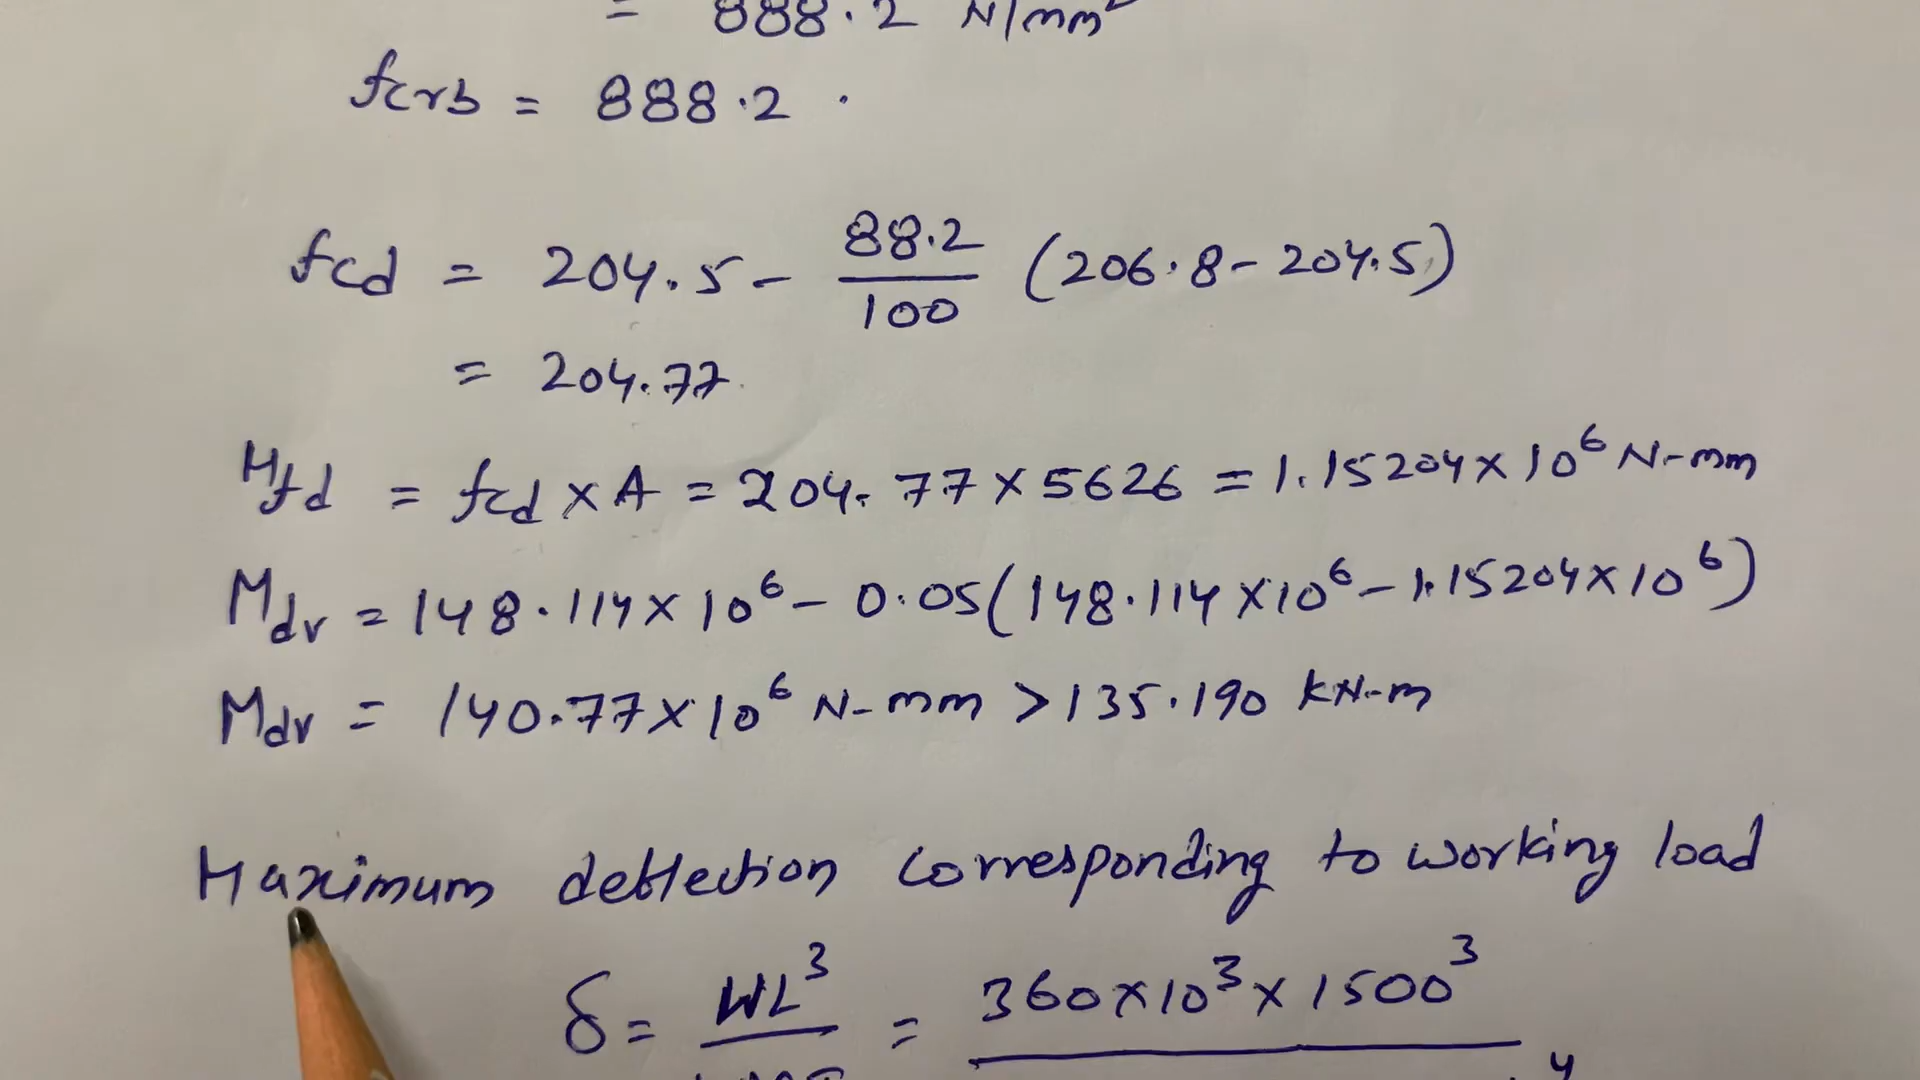 = 888.2 N/mm²
fcrb = 888.2 .
fcd = 204.5 - 88.2/100 (206.8 - 204.5)
= 204.77
Mfd = fcd × A = 204.77 × 5626 = 1.15204 × 10⁶ N-mm
Mdv = 148.114 × 10⁶ - 0.05 (148.114 × 10⁶ - 1.15204 × 10⁶)
Mdv = 140.77 × 10⁶ N-mm > 135.190 kN-m
Maximum deflection corresponding to working load
δ = WL³ = 360 × 10³ × 1500³